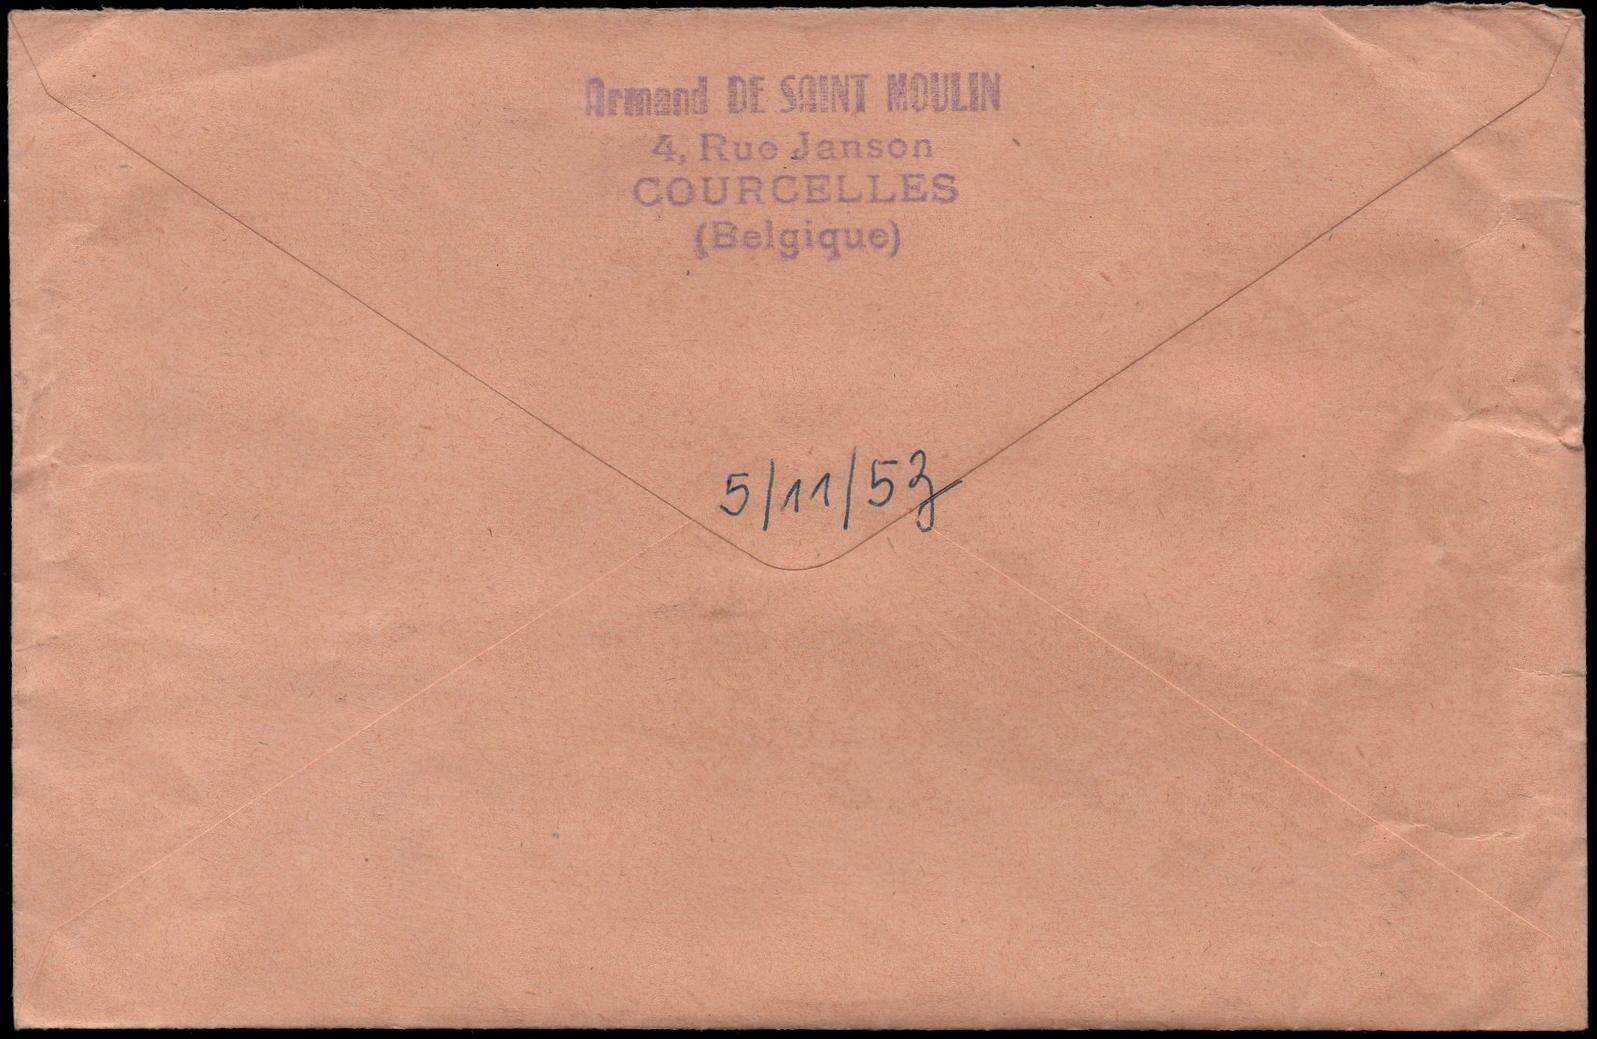 Armand DE SAINT MOULIN
4, Rue Janson
COURCELLES
(Belgique)
5/11/53